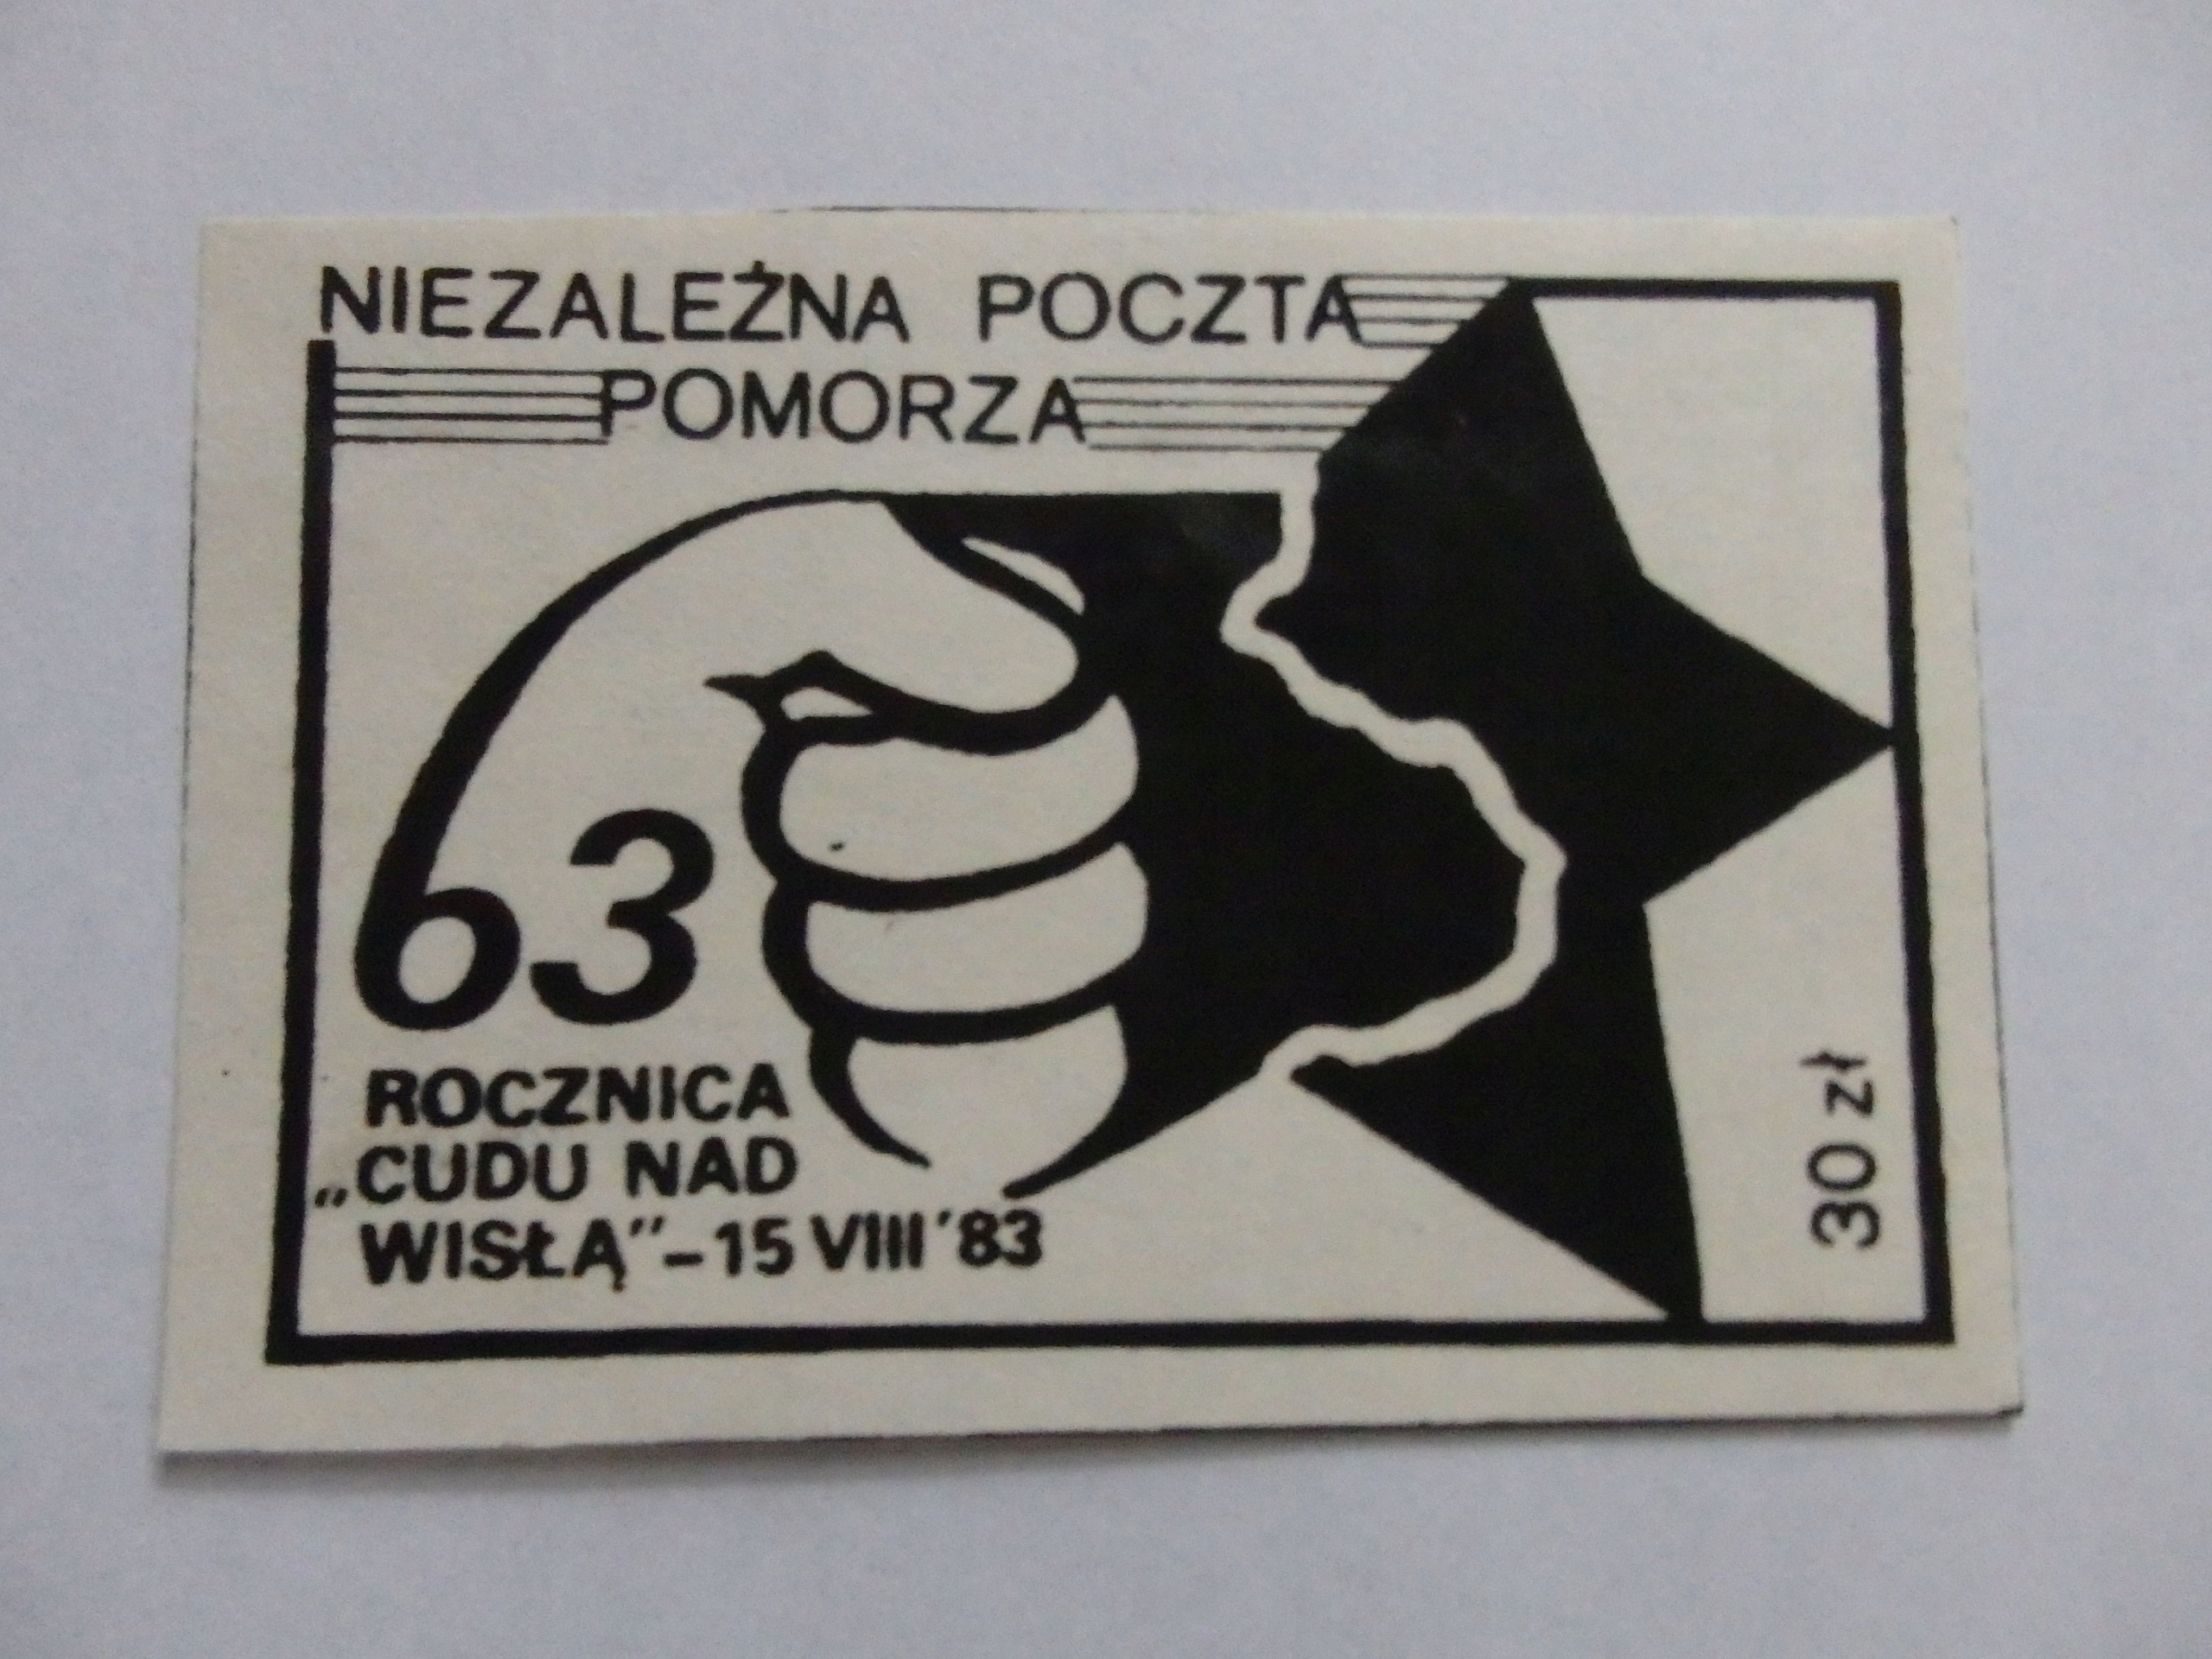 NIEZALEŻNA POCZTA
POMORZA
63
ROCZNICA
„CUDU NAD
WISŁĄ”–15 VIII '83
30 zł